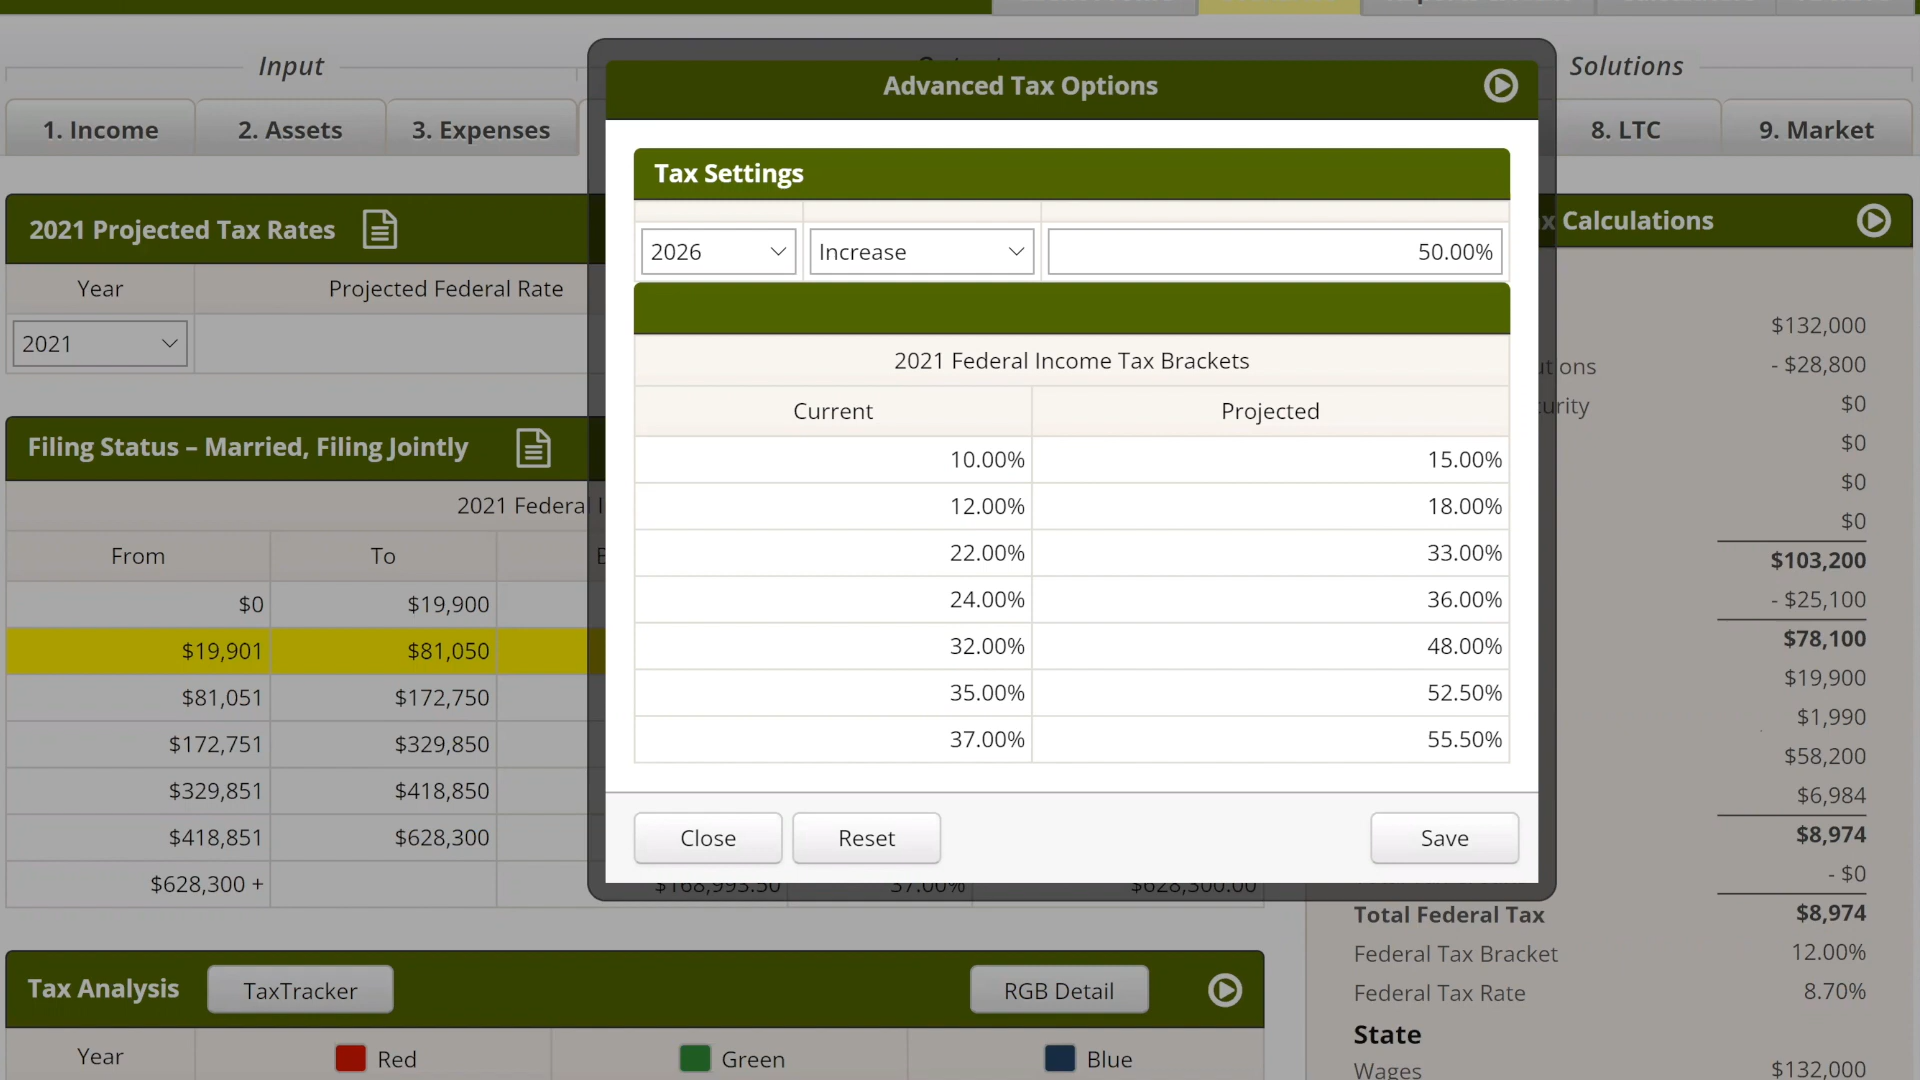 Input
Solutions
1. Income
2. Assets
3. Expenses
8. LTC
9. Market
Advanced Tax Options
Tax Settings
2026
Increase
50.00%
2021 Federal Income Tax Brackets
Current
Projected
10.00%
15.00%
12.00%
18.00%
22.00%
33.00%
24.00%
36.00%
32.00%
48.00%
35.00%
52.50%
37.00%
55.50%
Close
Reset
Save
2021 Projected Tax Rates
Year
Projected Federal Rate
2021
Filing Status – Married, Filing Jointly
2021 Federal
From
To
$0
$19,900
$19,901
$81,050
$81,051
$172,750
$172,751
$329,850
$329,851
$418,850
$418,851
$628,300
$628,300 +
$168,993.50
37.00%
$628,300.00
Calculations
$132,000
- $28,800
$0
$0
$0
$0
$103,200
- $25,100
$78,100
$19,900
$1,990
$58,200
$6,984
$8,974
- $0
Total Federal Tax
$8,974
Federal Tax Bracket
12.00%
Federal Tax Rate
8.70%
State
Wages
$132,000
Tax Analysis
TaxTracker
RGB Detail
Year
Red
Green
Blue